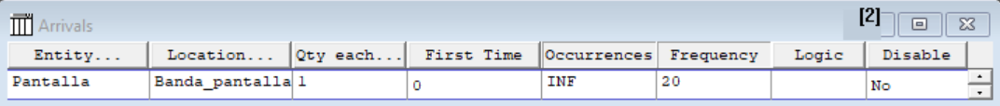 Arrivals [2]
Entity... Location... Qty each... First Time Occurrences Frequency Logic Disable
Pantalla Banda_pantalla 1 0 INF 20 No